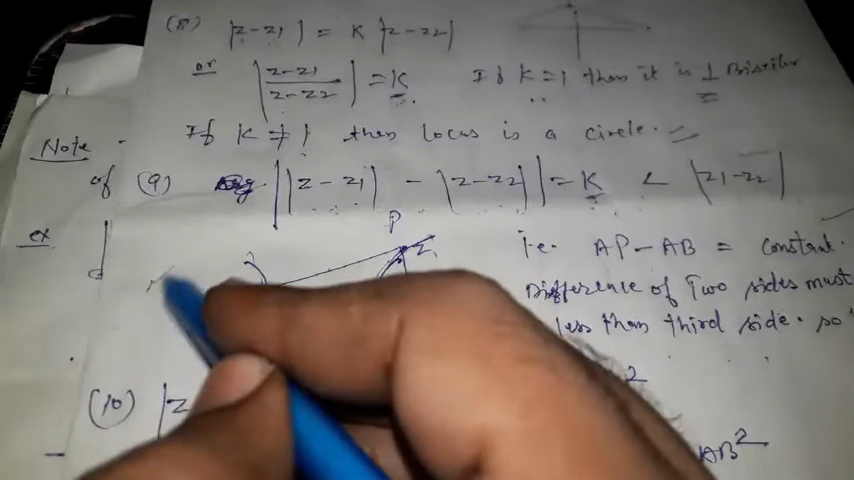 (8) |z-z1| = K |z-z2|
or |z-z1 / z-z2| = K If K=1 then it is ⊥ Bisector
If K ≠ 1 then locus is a circle.
Note
of (9) ||z-z1| - |z-z2|| = K < |z1-z2|
ex
P
z
i.e. AP-AB = constant.
Difference of Two sides must
less than third side. so
2
(10) |z
AB²